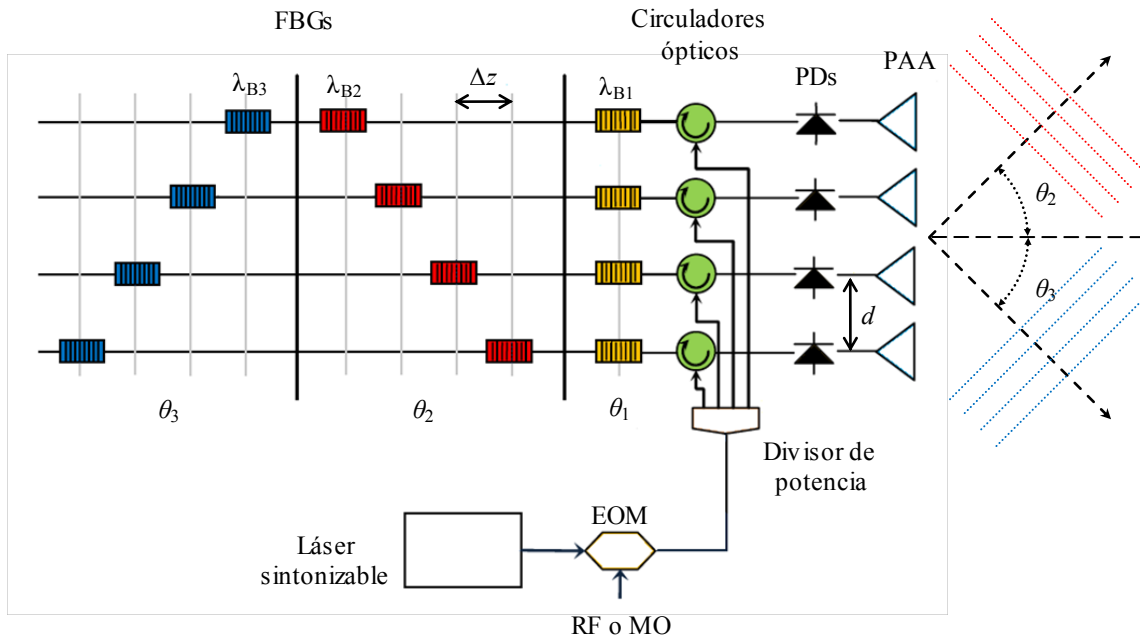 FBGs
Circuladores
ópticos
PDs
PAA
λB3
λB2
Δz
λB1
θ2
θ3
d
θ3
θ2
θ1
Divisor de
potencia
EOM
Láser
sintonizable
RF o MO